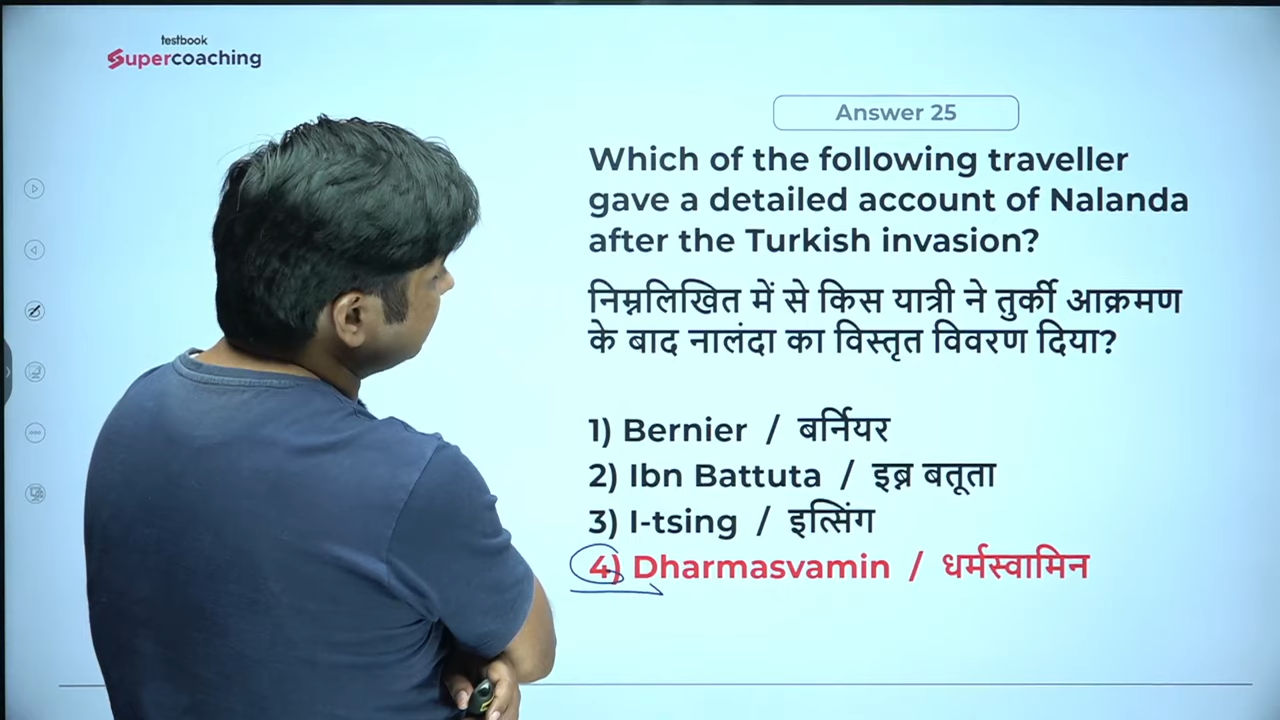 testbook
Supercoaching
Answer 25
Which of the following traveller
gave a detailed account of Nalanda
after the Turkish invasion?
निम्नलिखित में से किस यात्री ने तुर्की आक्रमण
के बाद नालंदा का विस्तृत विवरण दिया?
1) Bernier / बर्नियर
2) Ibn Battuta / इब्न बतूता
3) I-tsing / इत्सिंग
4) Dharmasvamin / धर्मस्वामिन